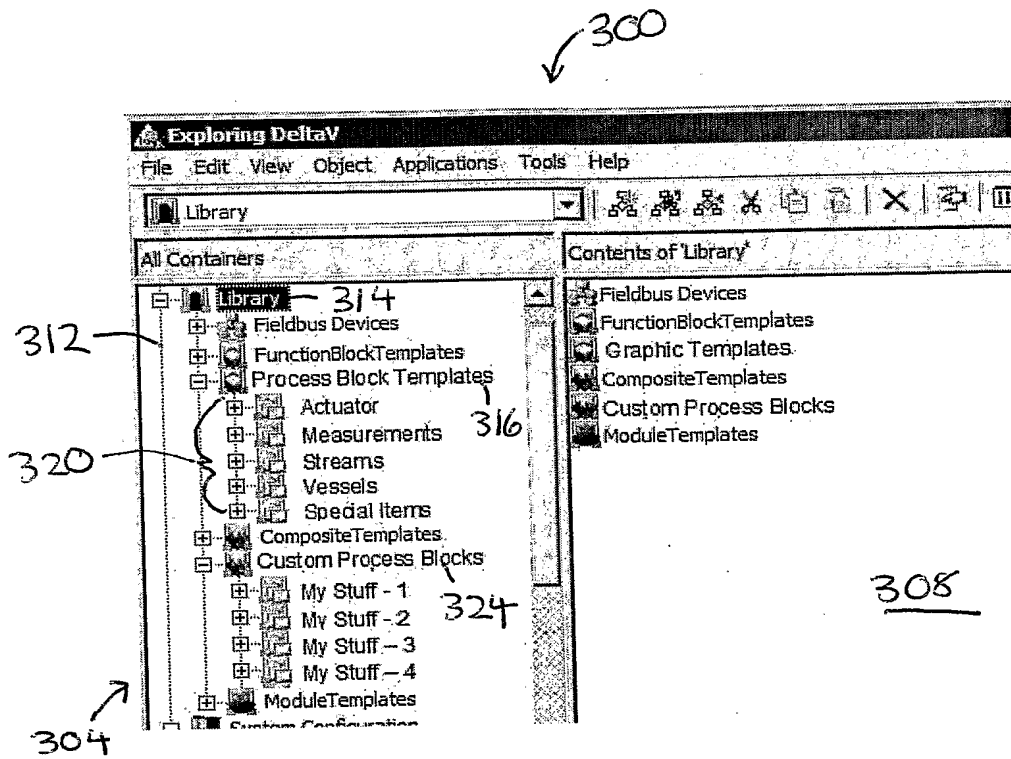 300
Exploring DeltaV
File Edit View Object Applications Tools Help
Library
All Containers
Contents of 'Library'
Library
314
Fieldbus Devices
312
FunctionBlockTemplates
Process Block Templates
316
Actuator
Measurements
320
Streams
Vessels
Special Items
CompositeTemplates
Custom Process Blocks
324
My Stuff - 1
My Stuff - 2
My Stuff - 3
My Stuff - 4
ModuleTemplates
System Configuration
304
Fieldbus Devices
FunctionBlockTemplates
Graphic Templates
CompositeTemplates
Custom Process Blocks
ModuleTemplates
308